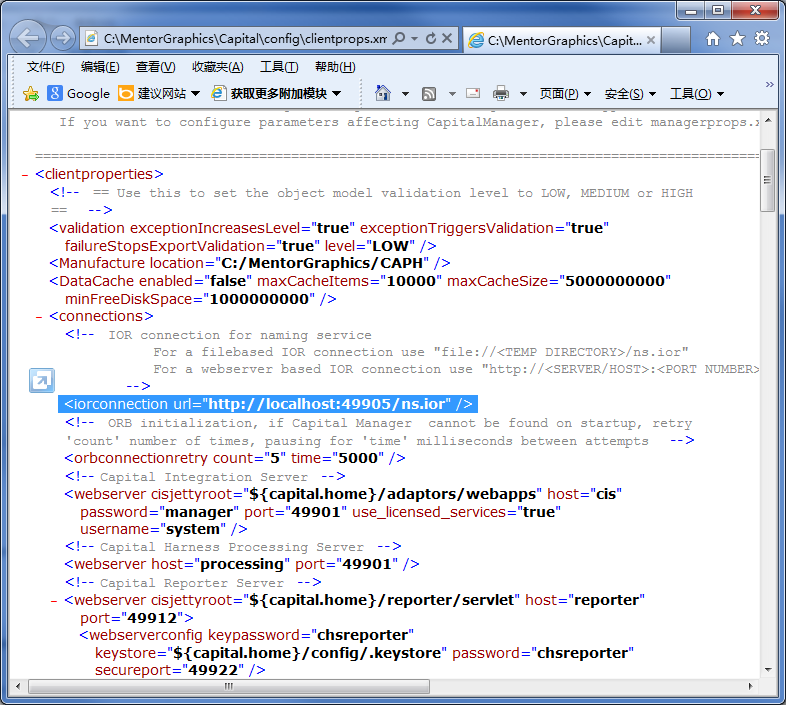 C:\MentorGraphics\Capital\config\clientprops.xm
C:\MentorGraphics\Capit...
文件(F) 编辑(E) 查看(V) 收藏夹(A) 工具(T) 帮助(H)
Google 建议网站 获取更多附加模块 页面(P) 安全(S) 工具(O) »
If you want to configure parameters affecting CapitalManager, please edit managerprops.x
==========================================================================================
– <clientproperties>
<!-- == Use this to set the object model validation level to LOW, MEDIUM or HIGH
== -->
<validation exceptionIncreasesLevel="true" exceptionTriggersValidation="true"
failureStopsExportValidation="true" level="LOW" />
<Manufacture location="C:/MentorGraphics/CAPH" />
<DataCache enabled="false" maxCacheItems="10000" maxCacheSize="5000000000"
minFreeDiskSpace="1000000000" />
– <connections>
<!-- IOR connection for naming service
For a filebased IOR connection use "file://<TEMP DIRECTORY>/ns.ior"
For a webserver based IOR connection use "http://<SERVER/HOST>:<PORT NUMBER>
-->
<iorconnection url="http://localhost:49905/ns.ior" />
<!-- ORB initialization, if Capital Manager cannot be found on startup, retry
'count' number of times, pausing for 'time' milliseconds between attempts -->
<orbconnectionretry count="5" time="5000" />
<!-- Capital Integration Server -->
<webserver cisjettyroot="${capital.home}/adaptors/webapps" host="cis"
password="manager" port="49901" use_licensed_services="true"
username="system" />
<!-- Capital Harness Processing Server -->
<webserver host="processing" port="49901" />
<!-- Capital Reporter Server -->
– <webserver cisjettyroot="${capital.home}/reporter/servlet" host="reporter"
port="49912">
<webserverconfig keypassword="chsreporter"
keystore="${capital.home}/config/.keystore" password="chsreporter"
secureport="49922" />